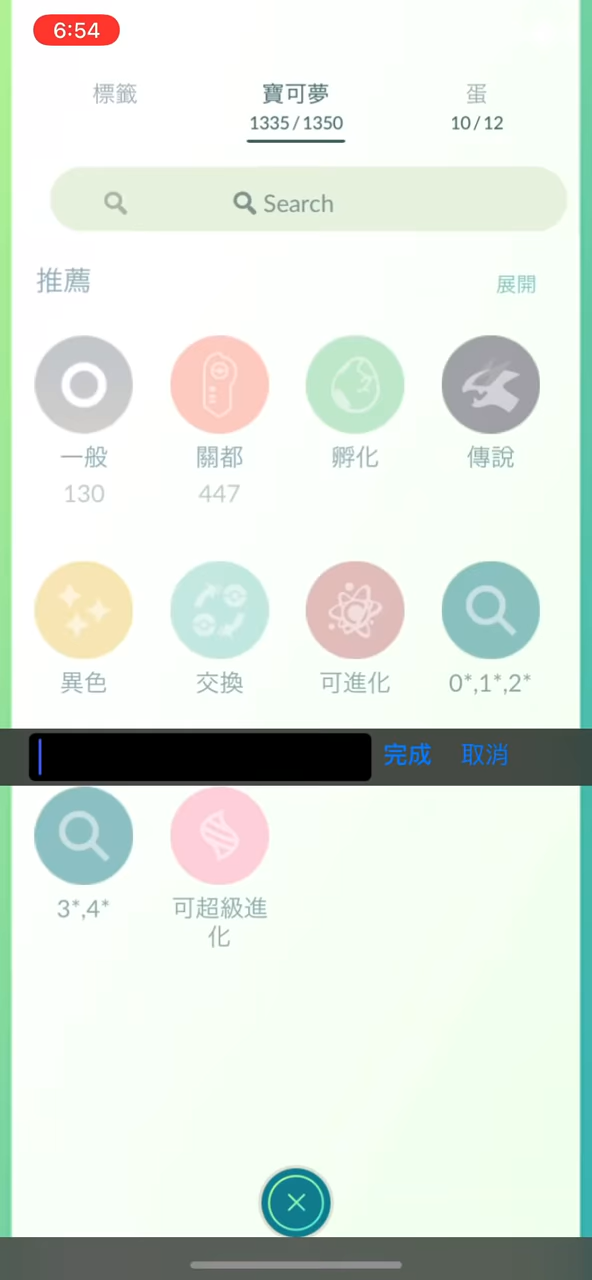 6:54
標籤
寶可夢
蛋
1335/1350
10/12
Search
推薦
展開
一般
關都
孵化
傳說
130
447
異色
交換
可進化
0*,1*,2*
完成
取消
3*,4*
可超級進
化